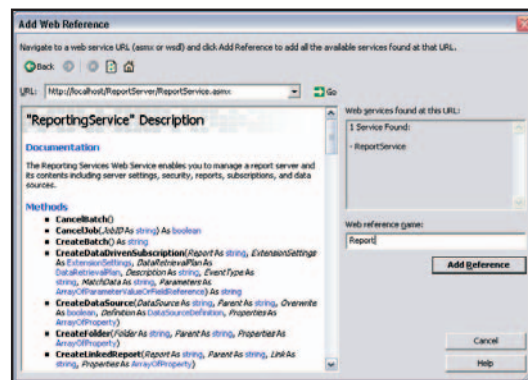 Add Web Reference
Navigate to a web service URL (asmx or wsdl) and click Add Reference to add all the available services found at that URL.
Back
URL: http://localhost/ReportServer/ReportService.asmx
Go
"ReportingService" Description
Documentation
The Reporting Services Web Service enables you to manage a report server and
its contents including server settings, security, reports, subscriptions, and data
sources.
Methods
CancelBatch()
CancelJob(JobID As string) As boolean
CreateBatch() As string
CreateDataDrivenSubscription(Report As string, ExtensionSettings
As ExtensionSettings, DataRetrievalPlan As
DataRetrievalPlan, Description As string, EventType As
string, MatchData As string, Parameters As
ArrayOfParameterValueOrFieldReference) As string
CreateDataSource(DataSource As string, Parent As string, Overwrite
As boolean, Definition As DataSourceDefinition, Properties As
ArrayOfProperty)
CreateFolder(Folder As string, Parent As string, Properties As
ArrayOfProperty)
CreateLinkedReport(Report As string, Parent As string, Link As
string, Properties As ArrayOfProperty)
Web services found at this URL:
1 Service Found:
- ReportService
Web reference name:
Report
Add Reference
Cancel
Help